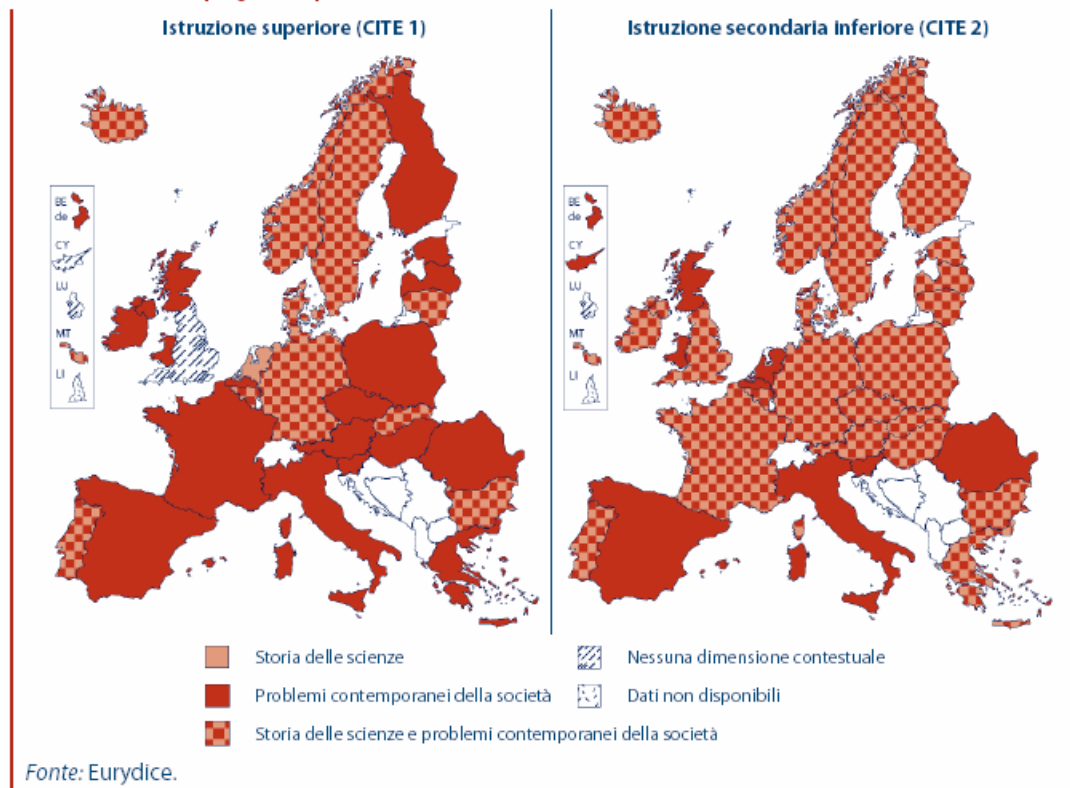 Istruzione superiore (CITE 1)
Istruzione secondaria inferiore (CITE 2)
BE
de
CY
LU
MT
LI
BE
de
CY
LU
MT
LI
Storia delle scienze
Nessuna dimensione contestuale
Problemi contemporanei della società
Dati non disponibili
Storia delle scienze e problemi contemporanei della società
Fonte: Eurydice.